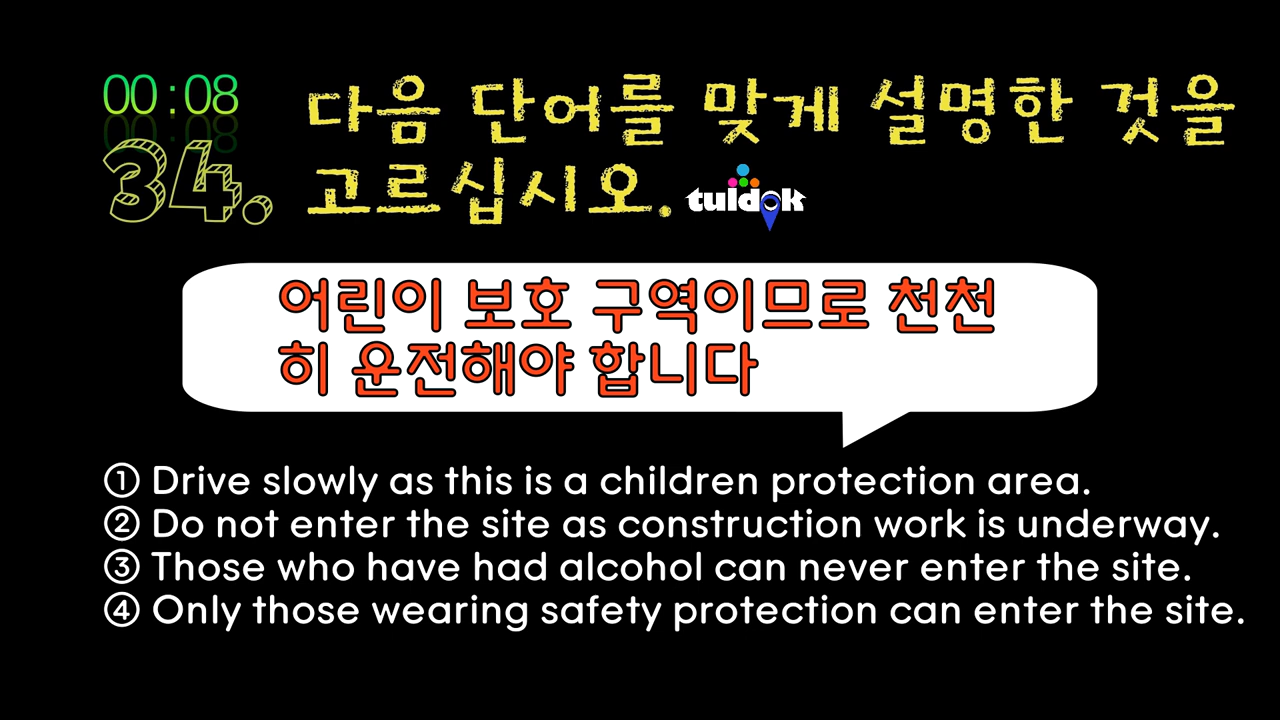 00:08
34.
다음 단어를 맞게 설명한 것을
고르십시오.
tuldok
어린이 보호 구역이므로 천천
히 운전해야 합니다
① Drive slowly as this is a children protection area.
② Do not enter the site as construction work is underway.
③ Those who have had alcohol can never enter the site.
④ Only those wearing safety protection can enter the site.